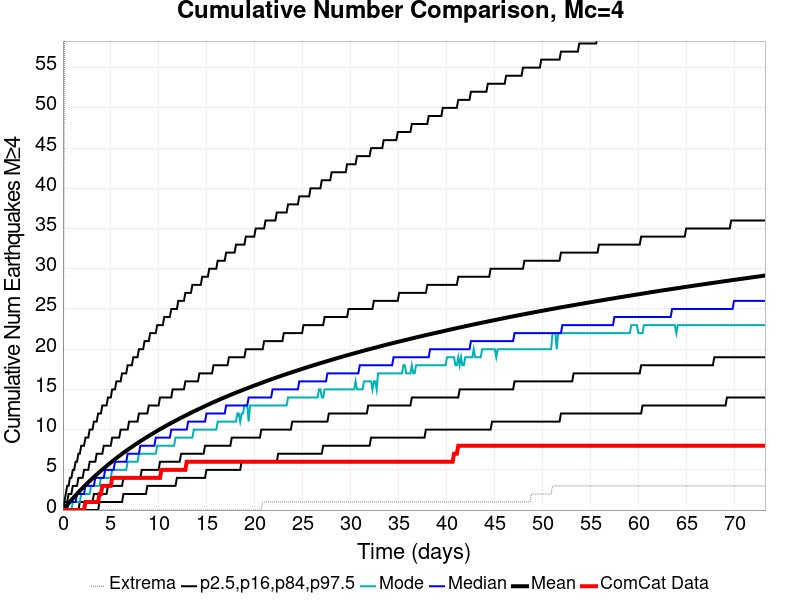 Cumulative Number Comparison, Mc=4
Cumulative Num Earthquakes M≥4
55
50
45
40
35
30
25
20
15
10
5
0
0 5 10 15 20 25 30 35 40 45 50 55 60 65 70
Time (days)
Extrema p2.5,p16,p84,p97.5 Mode Median Mean ComCat Data